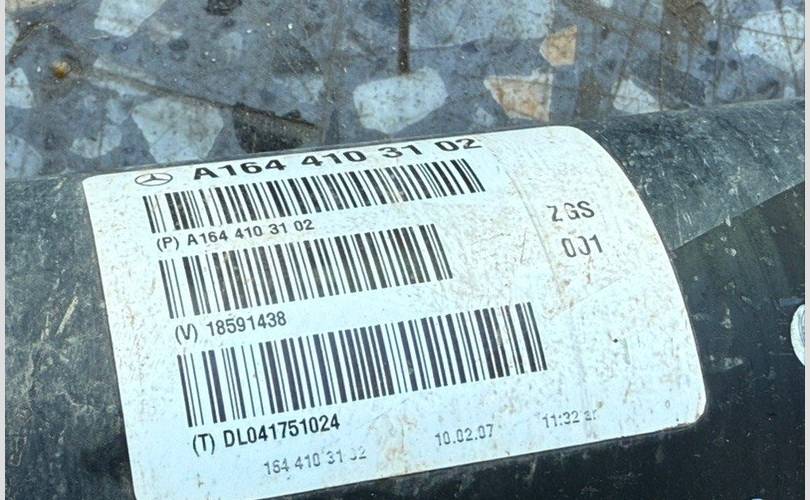 A164 410 31 02
(P) A164 410 31 02
ZGS
001
(V) 18591438
(T) DL041751024
164 410 31 02 10.02.07 11:32